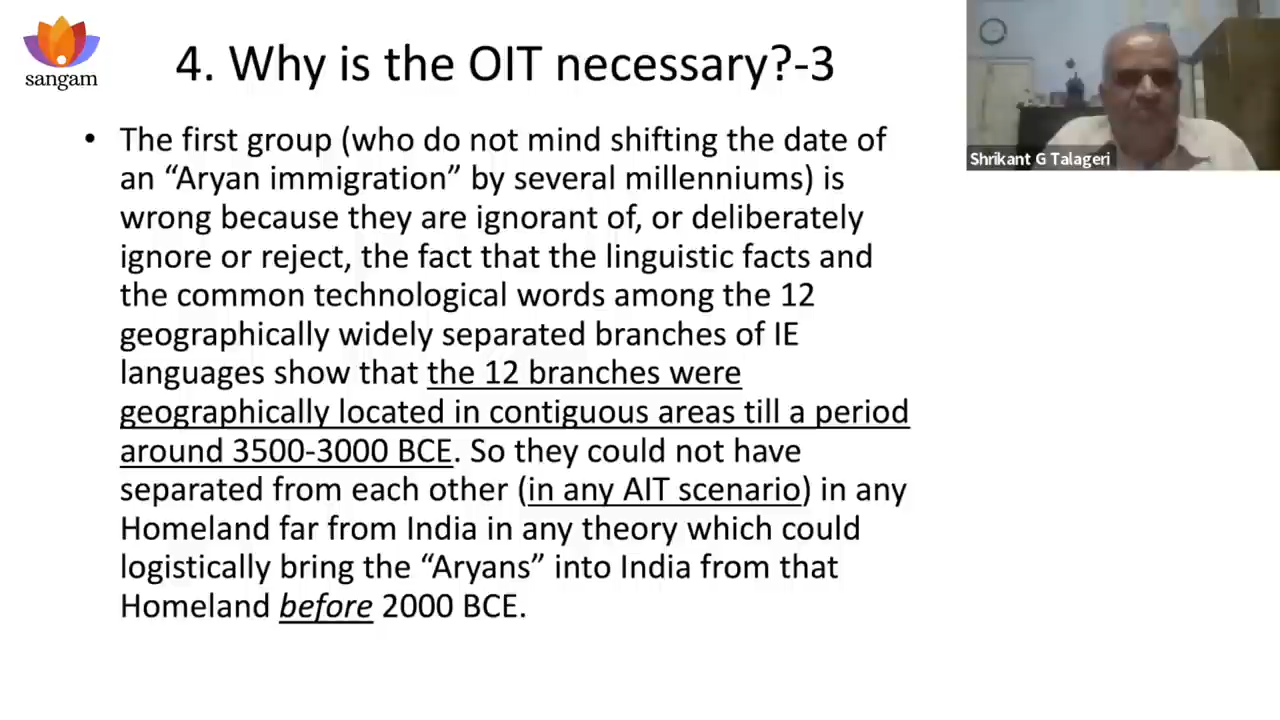 sangam
4. Why is the OIT necessary?-3
• The first group (who do not mind shifting the date of
an “Aryan immigration” by several millenniums) is
wrong because they are ignorant of, or deliberately
ignore or reject, the fact that the linguistic facts and
the common technological words among the 12
geographically widely separated branches of IE
languages show that the 12 branches were
geographically located in contiguous areas till a period
around 3500-3000 BCE. So they could not have
separated from each other (in any AIT scenario) in any
Homeland far from India in any theory which could
logistically bring the “Aryans” into India from that
Homeland before 2000 BCE.
Shrikant G Talageri